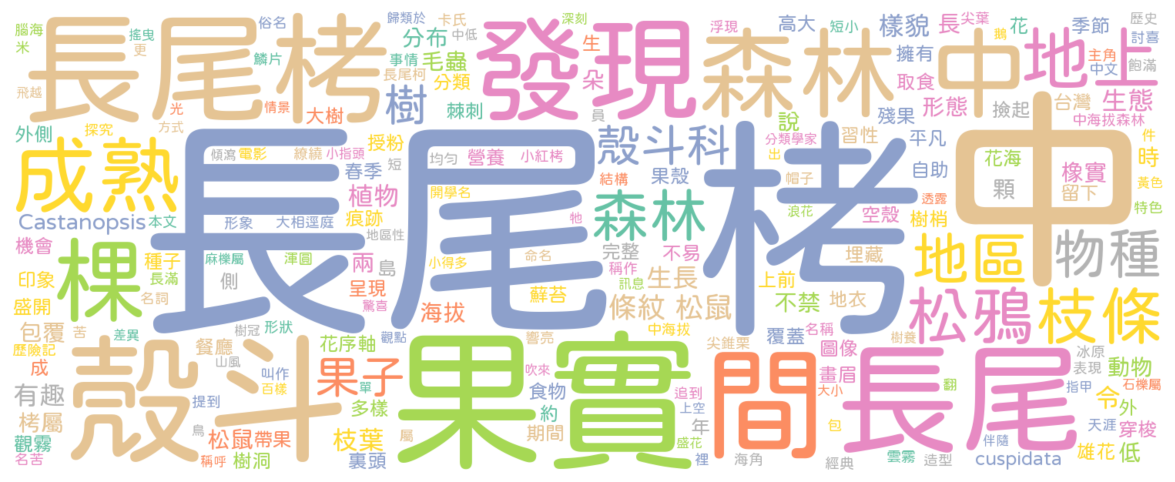 長尾栲
發現
森林
中
地上
長尾栲
中
成熟
棵
殼斗科
森林
地區
物種
松鴉
枝條
殼斗
果實
間
長尾
果子
樹
Castanopsis
cuspidata
腦海
米
搖曳
更
飛越
俗名
鱗片
事情
情景
光
方式
大樹
歸類於
卡氏
分布
中低
毛蟲
長尾柯
分類
棘刺
深刻
生
朵
員
浮現
高大
短小
樣貌
擁有
取食
殘果
形態
長
尖葉
鵝
花
撿起
季節
歷史
討喜
主角
中文
飽滿
台灣
生態
中海拔森林
外側
探究
傾瀉
電影
線繞
小指頭
授粉
春季
短
植物
痕跡
均勻
營養
小紅栲
開學名
結構
果殼
牠
說
分類學家
習性
出
帽子
浪花
空殼
平凡
自助
透露
樹梢
花海
顆
橡實
留下
件
時
黃色
特色
本文
形象
大相逕庭
地區性
機會
種子
麻櫟屬
渾圓
兩
島
小得多
命名
完整
稱作
訊息
不易
埋藏
印象
長滿
名詞
側
呈現
驚喜
海拔
蘚苔
生長
上前
不禁
地衣
盛開
包覆
苦
差異
樹冠
形狀
觀點
條紋
松鼠
中海拔
響亮
吹來
尖錐栗
覆蓋
名稱
圖像
樹養
歷險記
成
餐廳
山風
叫作
百樣
花序軸
單
多樣
畫眉
大小
冰原
表現
動物
指甲
石櫟屬
令
外
有趣
栲屬
提到
鳥
食物
約
追到
上空
年
翻
包
天涯
穿梭
伴隨
觀霧
名苦
松鼠帶果
稱呼
樹洞
枝葉
裏頭
屬
期間
盛花
裡
海角
經典
雲霧
造型
雄花
低